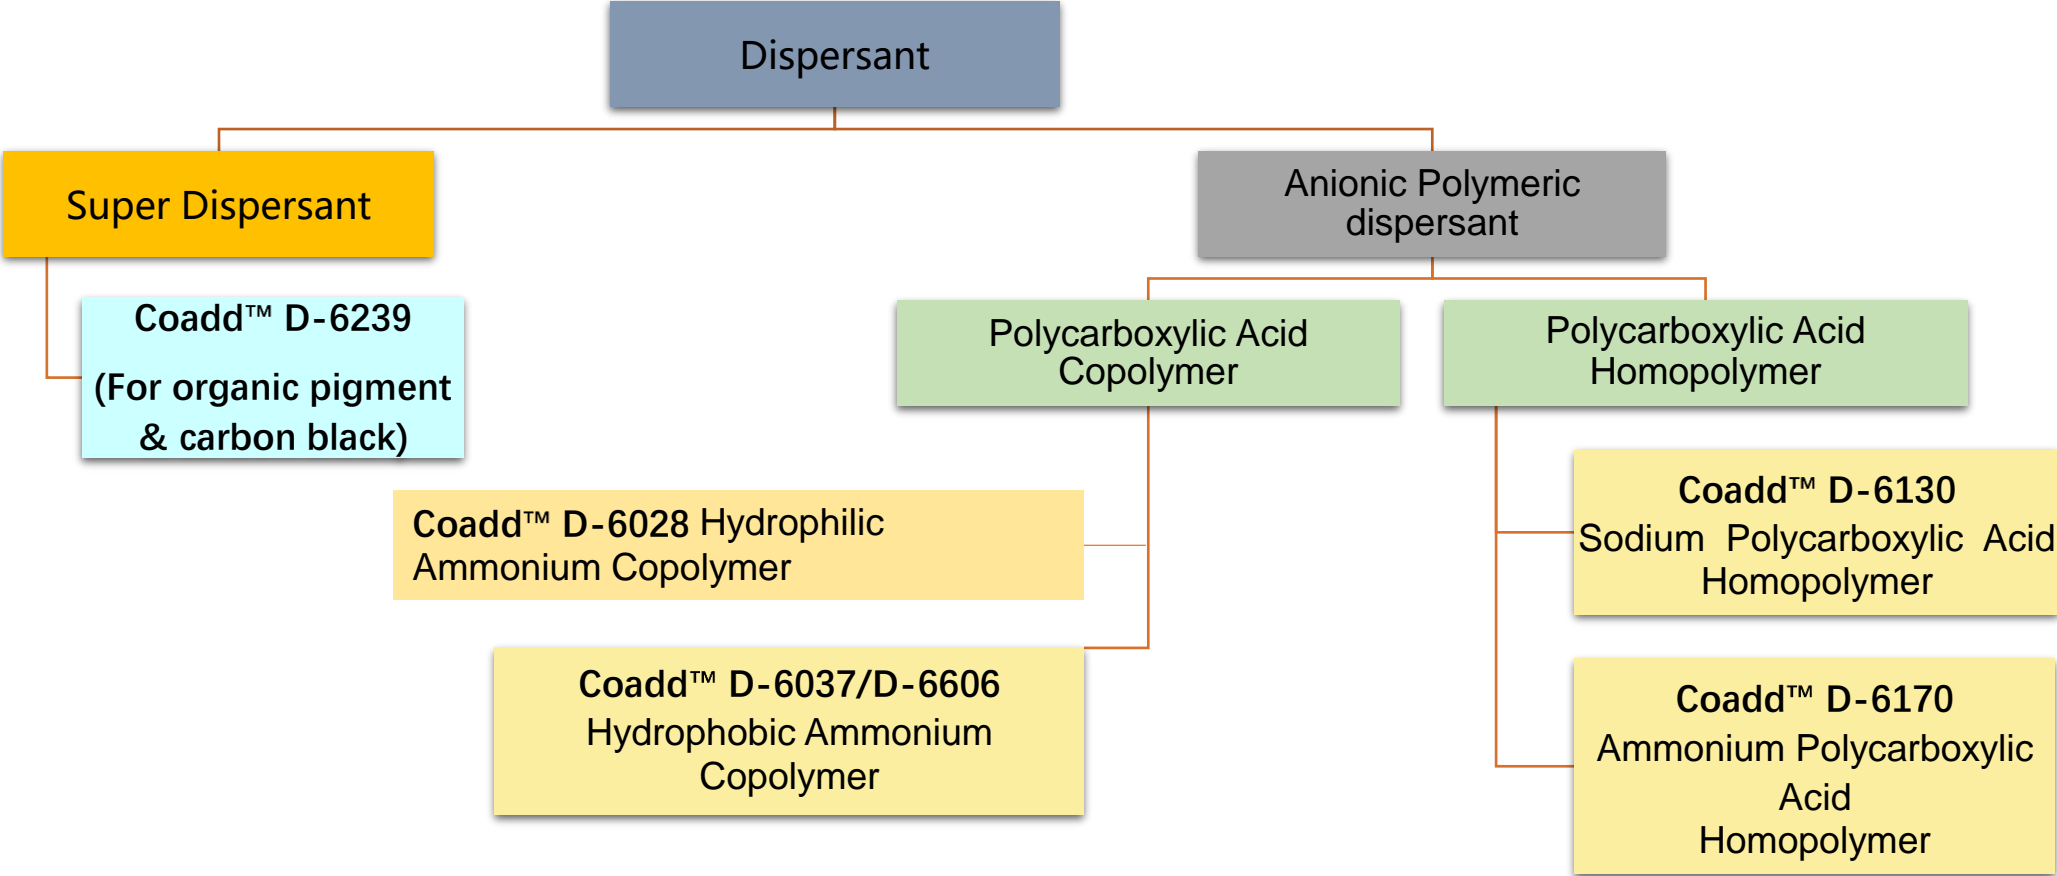 Dispersant
Super Dispersant
Anionic Polymeric
dispersant
Coadd™ D-6239
(For organic pigment
& carbon black)
Polycarboxylic Acid
Copolymer
Polycarboxylic Acid
Homopolymer
Coadd™ D-6028 Hydrophilic
Ammonium Copolymer
Coadd™ D-6037/D-6606
Hydrophobic Ammonium
Copolymer
Coadd™ D-6130
Sodium Polycarboxylic Acid
Homopolymer
Coadd™ D-6170
Ammonium Polycarboxylic
Acid
Homopolymer